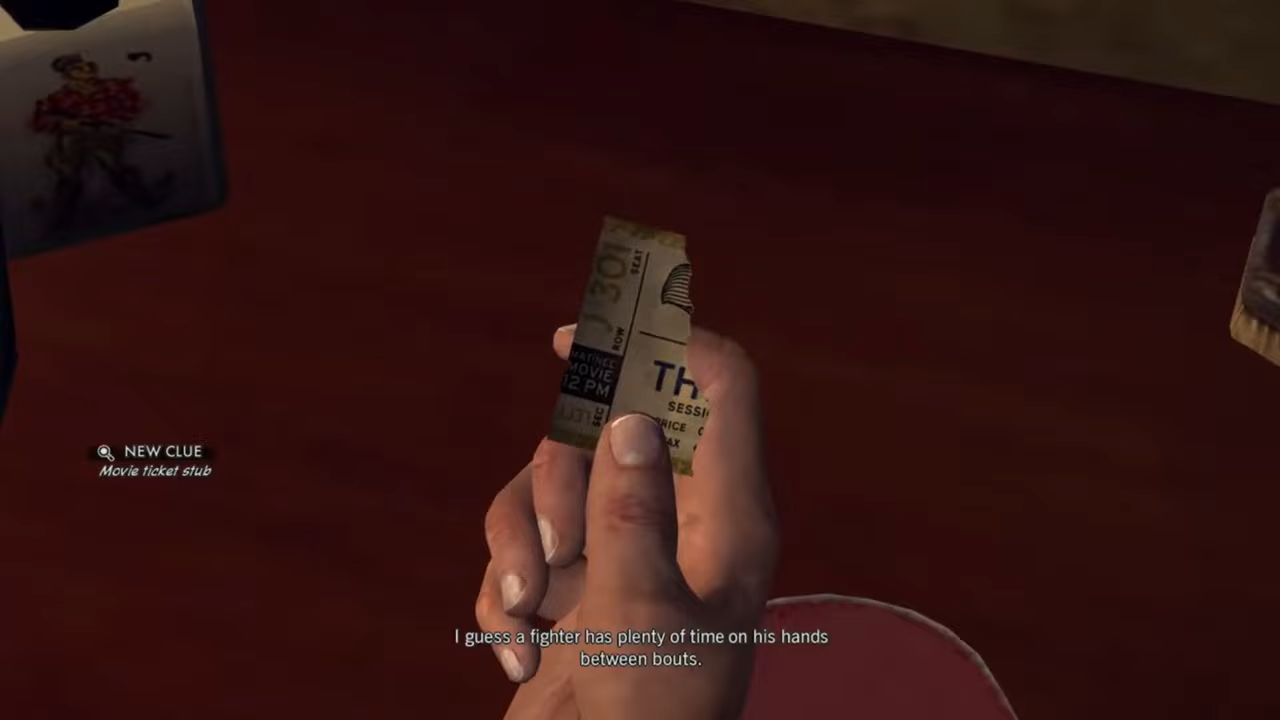 J 301
SEAT
ROW
MATINEE
MOVIE
12 PM
SEC
TH
SESSI
PRICE
AX
NEW CLUE
Movie ticket stub
I guess a fighter has plenty of time on his hands
between bouts.